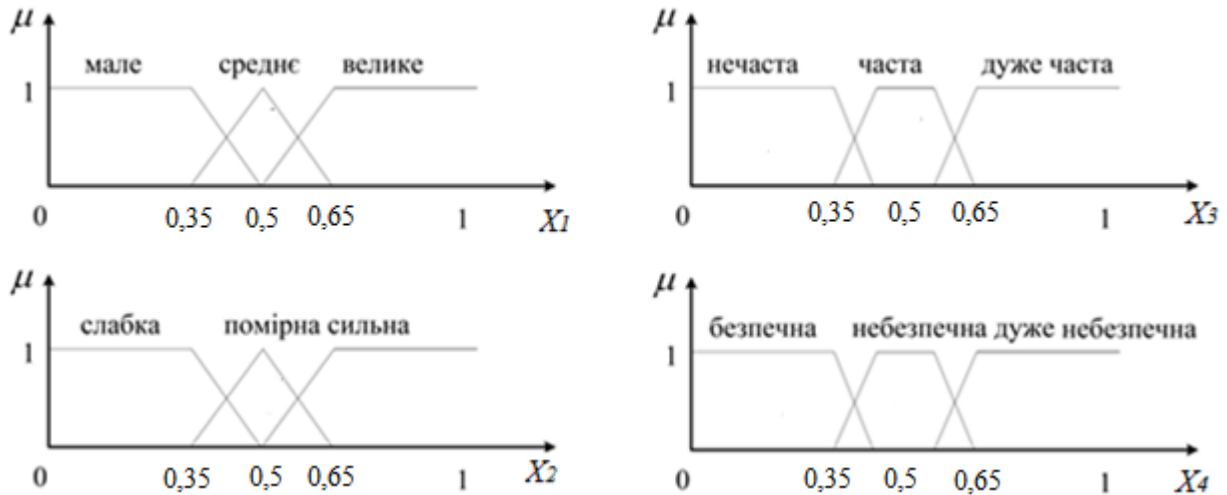 μ
мале среднє велике
1
0 0,35 0,5 0,65 1 X1
μ
нечаста часта дуже часта
1
0 0,35 0,5 0,65 1 X3
μ
слабка помірна сильна
1
0 0,35 0,5 0,65 1 X2
μ
безпечна небезпечна дуже небезпечна
1
0 0,35 0,5 0,65 1 X4